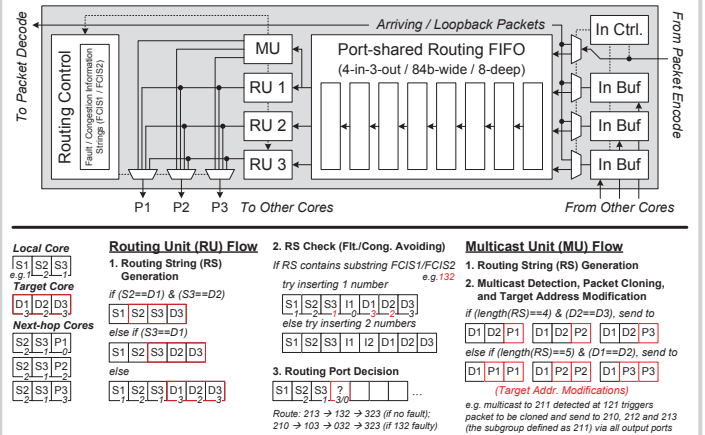 To Packet Decode
Routing Control
Fault / Congestion Information
Strings (FCIS1 / FCIS2)
MU
RU 1
RU 2
RU 3
Arriving / Loopback Packets
Port-shared Routing FIFO
(4-in-3-out / 84b-wide / 8-deep)
In Ctrl.
In Buf
In Buf
In Buf
From Packet Encode
P1 P2 P3 To Other Cores
From Other Cores
Local Core
S1 S2 S3
e.g.1 2 1
Target Core
D1 D2 D3
3 2 3
Next-hop Cores
S2 S3 P1
2 1 0
S2 S3 P2
2 1 2
S2 S3 P3
2 1 3
Routing Unit (RU) Flow
1. Routing String (RS)
Generation
if (S2==D1) & (S3==D2)
S1 S2 S3 D3
else if (S3==D1)
S1 S2 S3 D2 D3
else
S1 S2 S3 D1 D2 D3
1 2 1 3 2 3
2. RS Check (Flt./Cong. Avoiding)
If RS contains substring FCIS1/FCIS2
e.g.132
try inserting 1 number
S1 S2 S3 I1 D1 D2 D3
1 2 1 0 3 2 3
else try inserting 2 numbers
S1 S2 S3 I1 I2 D1 D2 D3
3. Routing Port Decision
S1 S2 S3 ? ...
1 2 1 3/0
Route: 213 → 132 → 323 (if no fault);
210 → 103 → 032 → 323 (if 132 faulty)
Multicast Unit (MU) Flow
1. Routing String (RS) Generation
2. Multicast Detection, Packet Cloning,
and Target Address Modification
if (length(RS)==4) & (D2==D3), send to
D1 D2 P1 D1 D2 P2 D1 D2 P3
else if (length(RS)==5) & (D1==D2), send to
D1 P1 P1 D1 P2 P2 D1 P3 P3
(Target Addr. Modifications)
e.g. multicast to 211 detected at 121 triggers
packet to be cloned and send to 210, 212 and 213
(the subgroup defined as 211) via all output ports